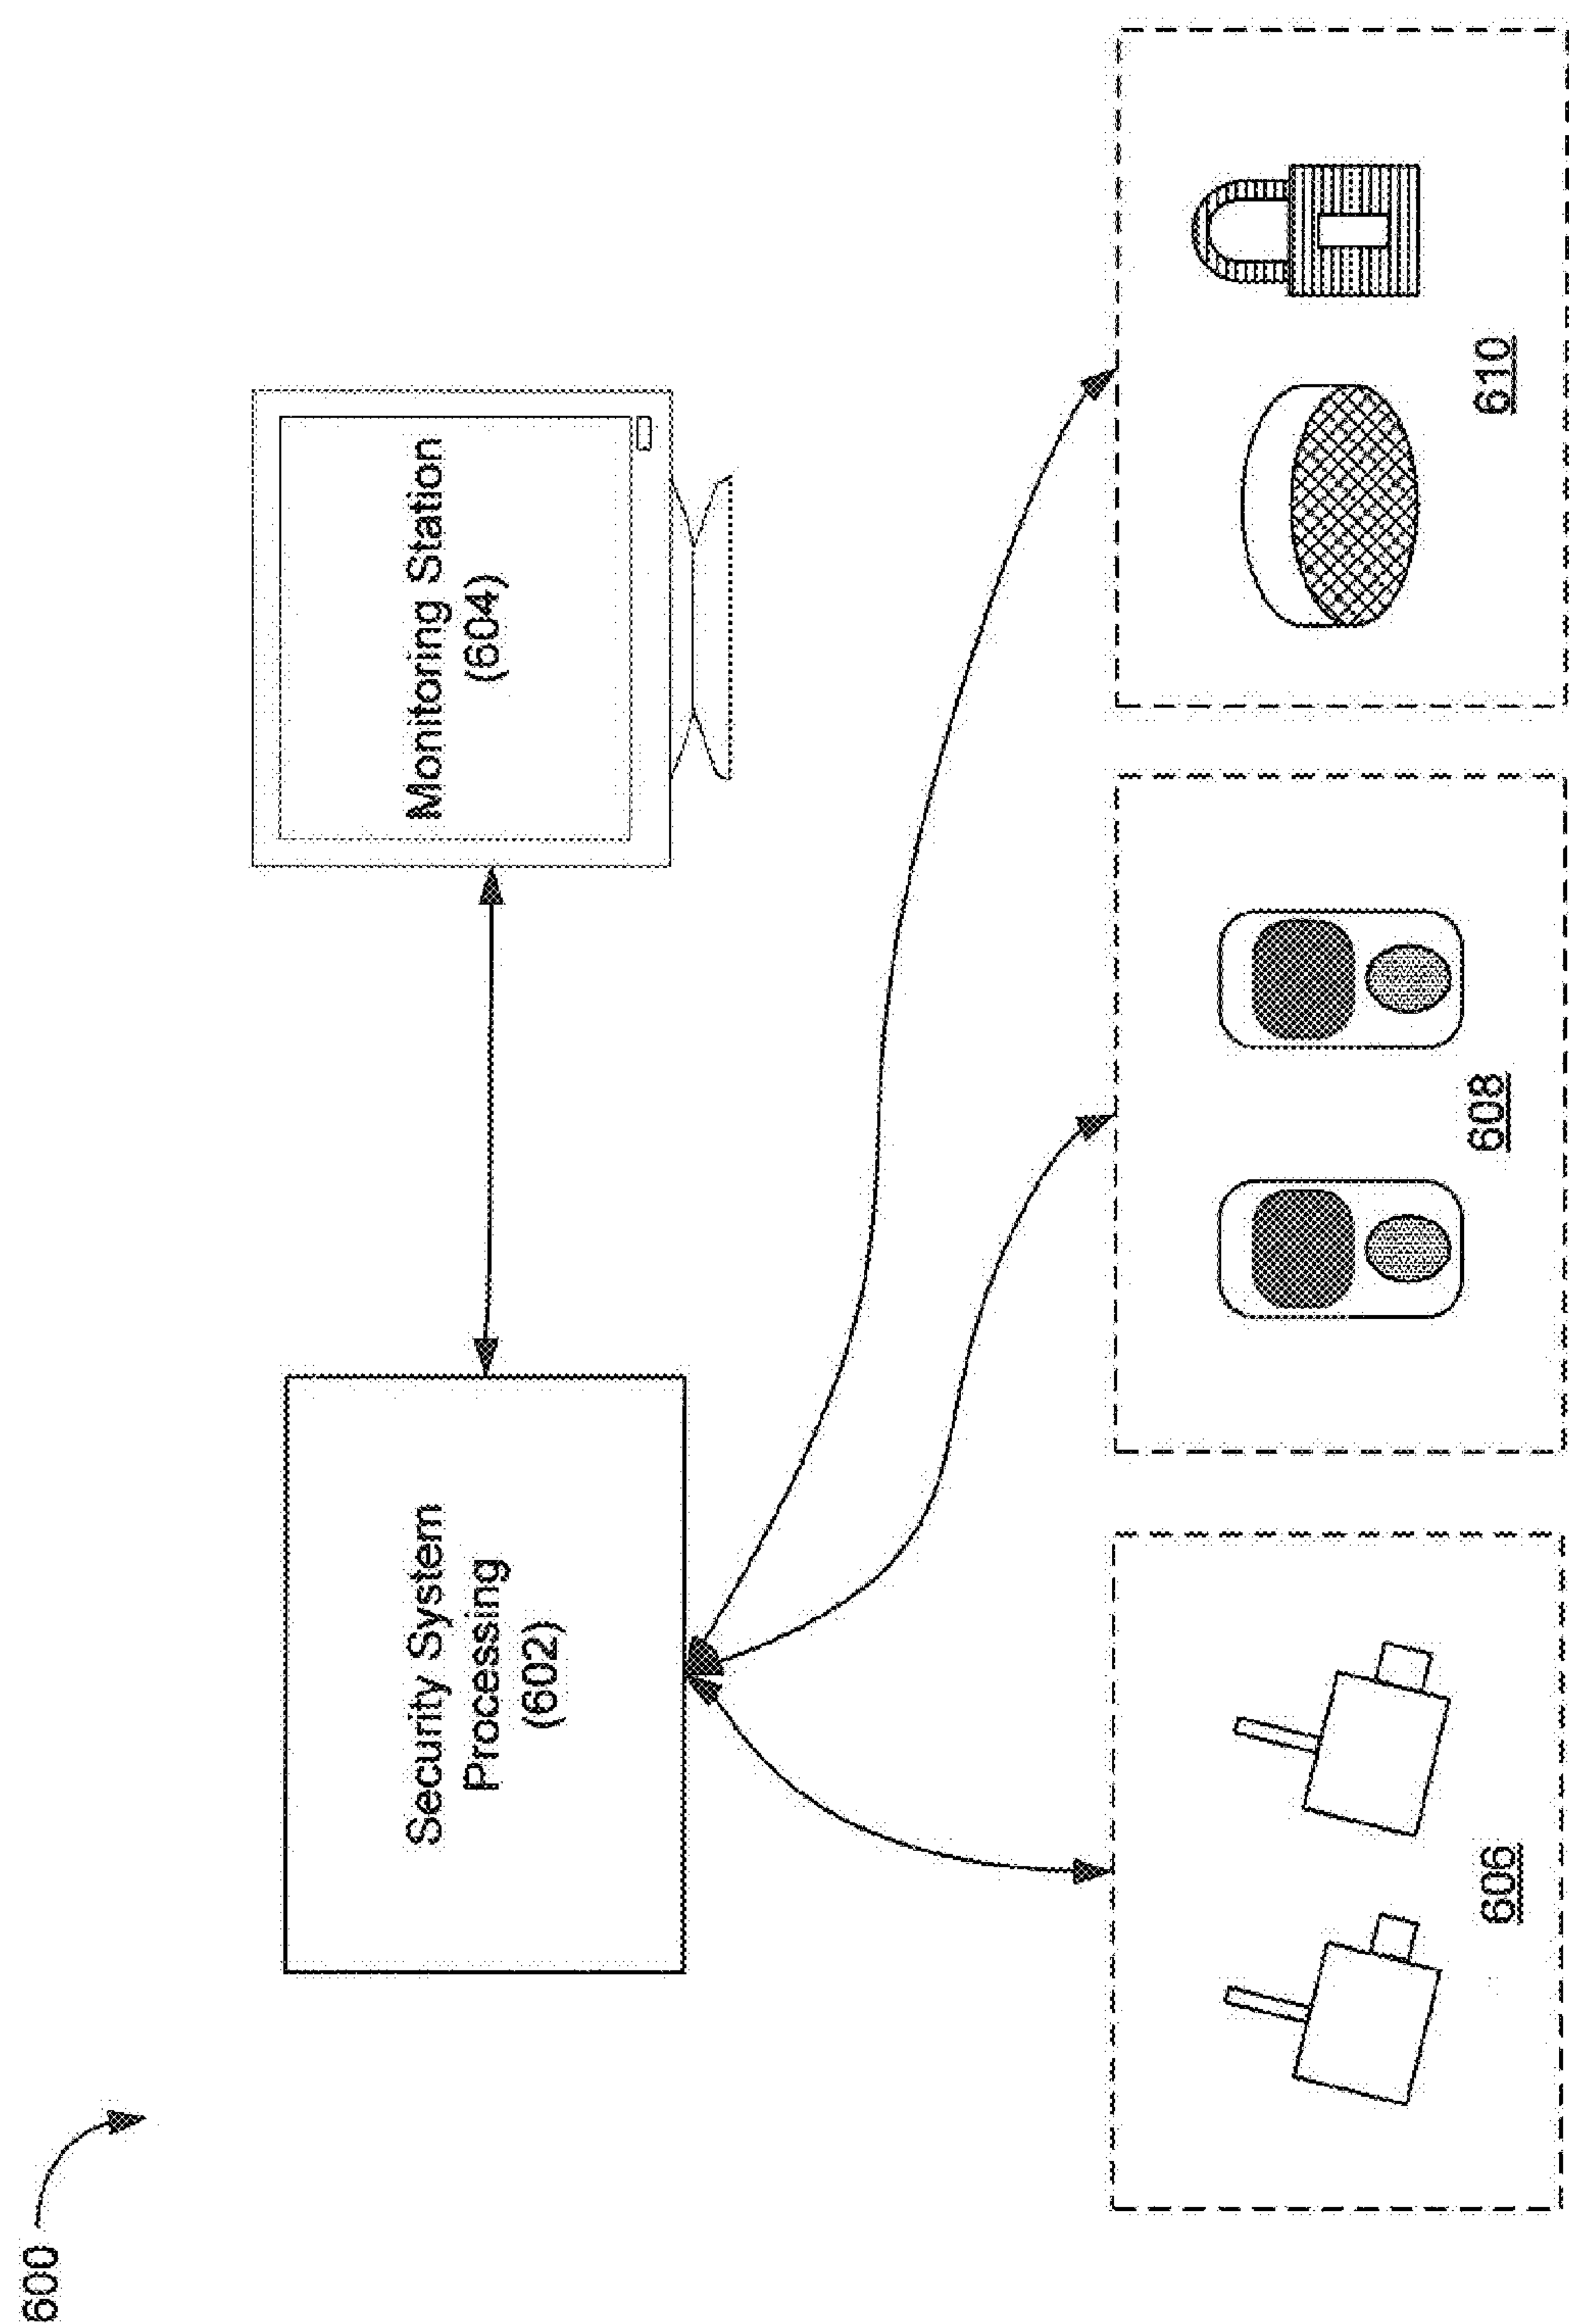 600
Security System
Processing
(602)
Monitoring Station
(604)
606
608
610